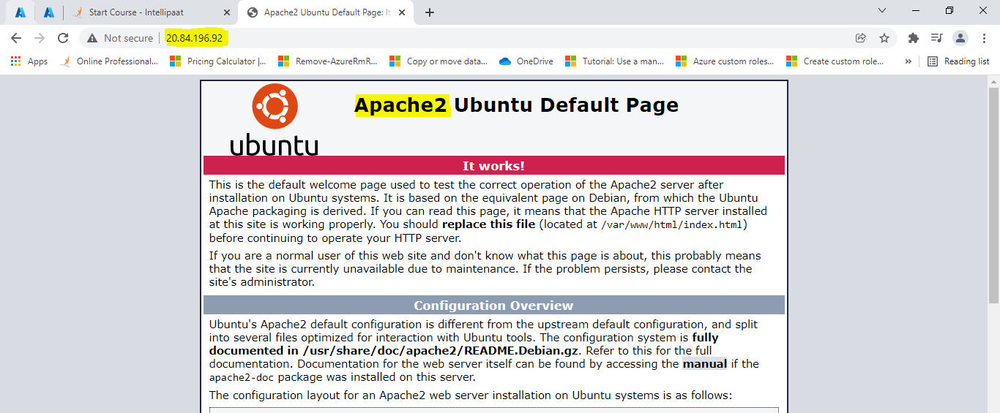 Start Course - Intellipaat
Apache2 Ubuntu Default Page: It
Not secure
20.84.196.92
Apps
Online Professional...
Pricing Calculator |...
Remove-AzureRmR...
Copy or move data...
OneDrive
Tutorial: Use a man...
Azure custom roles...
Create custom role...
»
Reading list
ubuntu
Apache2 Ubuntu Default Page
It works!
This is the default welcome page used to test the correct operation of the Apache2 server after
installation on Ubuntu systems. It is based on the equivalent page on Debian, from which the Ubuntu
Apache packaging is derived. If you can read this page, it means that the Apache HTTP server installed
at this site is working properly. You should replace this file (located at /var/www/html/index.html)
before continuing to operate your HTTP server.
If you are a normal user of this web site and don't know what this page is about, this probably means
that the site is currently unavailable due to maintenance. If the problem persists, please contact the
site's administrator.
Configuration Overview
Ubuntu's Apache2 default configuration is different from the upstream default configuration, and split
into several files optimized for interaction with Ubuntu tools. The configuration system is fully
documented in /usr/share/doc/apache2/README.Debian.gz. Refer to this for the full
documentation. Documentation for the web server itself can be found by accessing the manual if the
apache2-doc package was installed on this server.
The configuration layout for an Apache2 web server installation on Ubuntu systems is as follows: